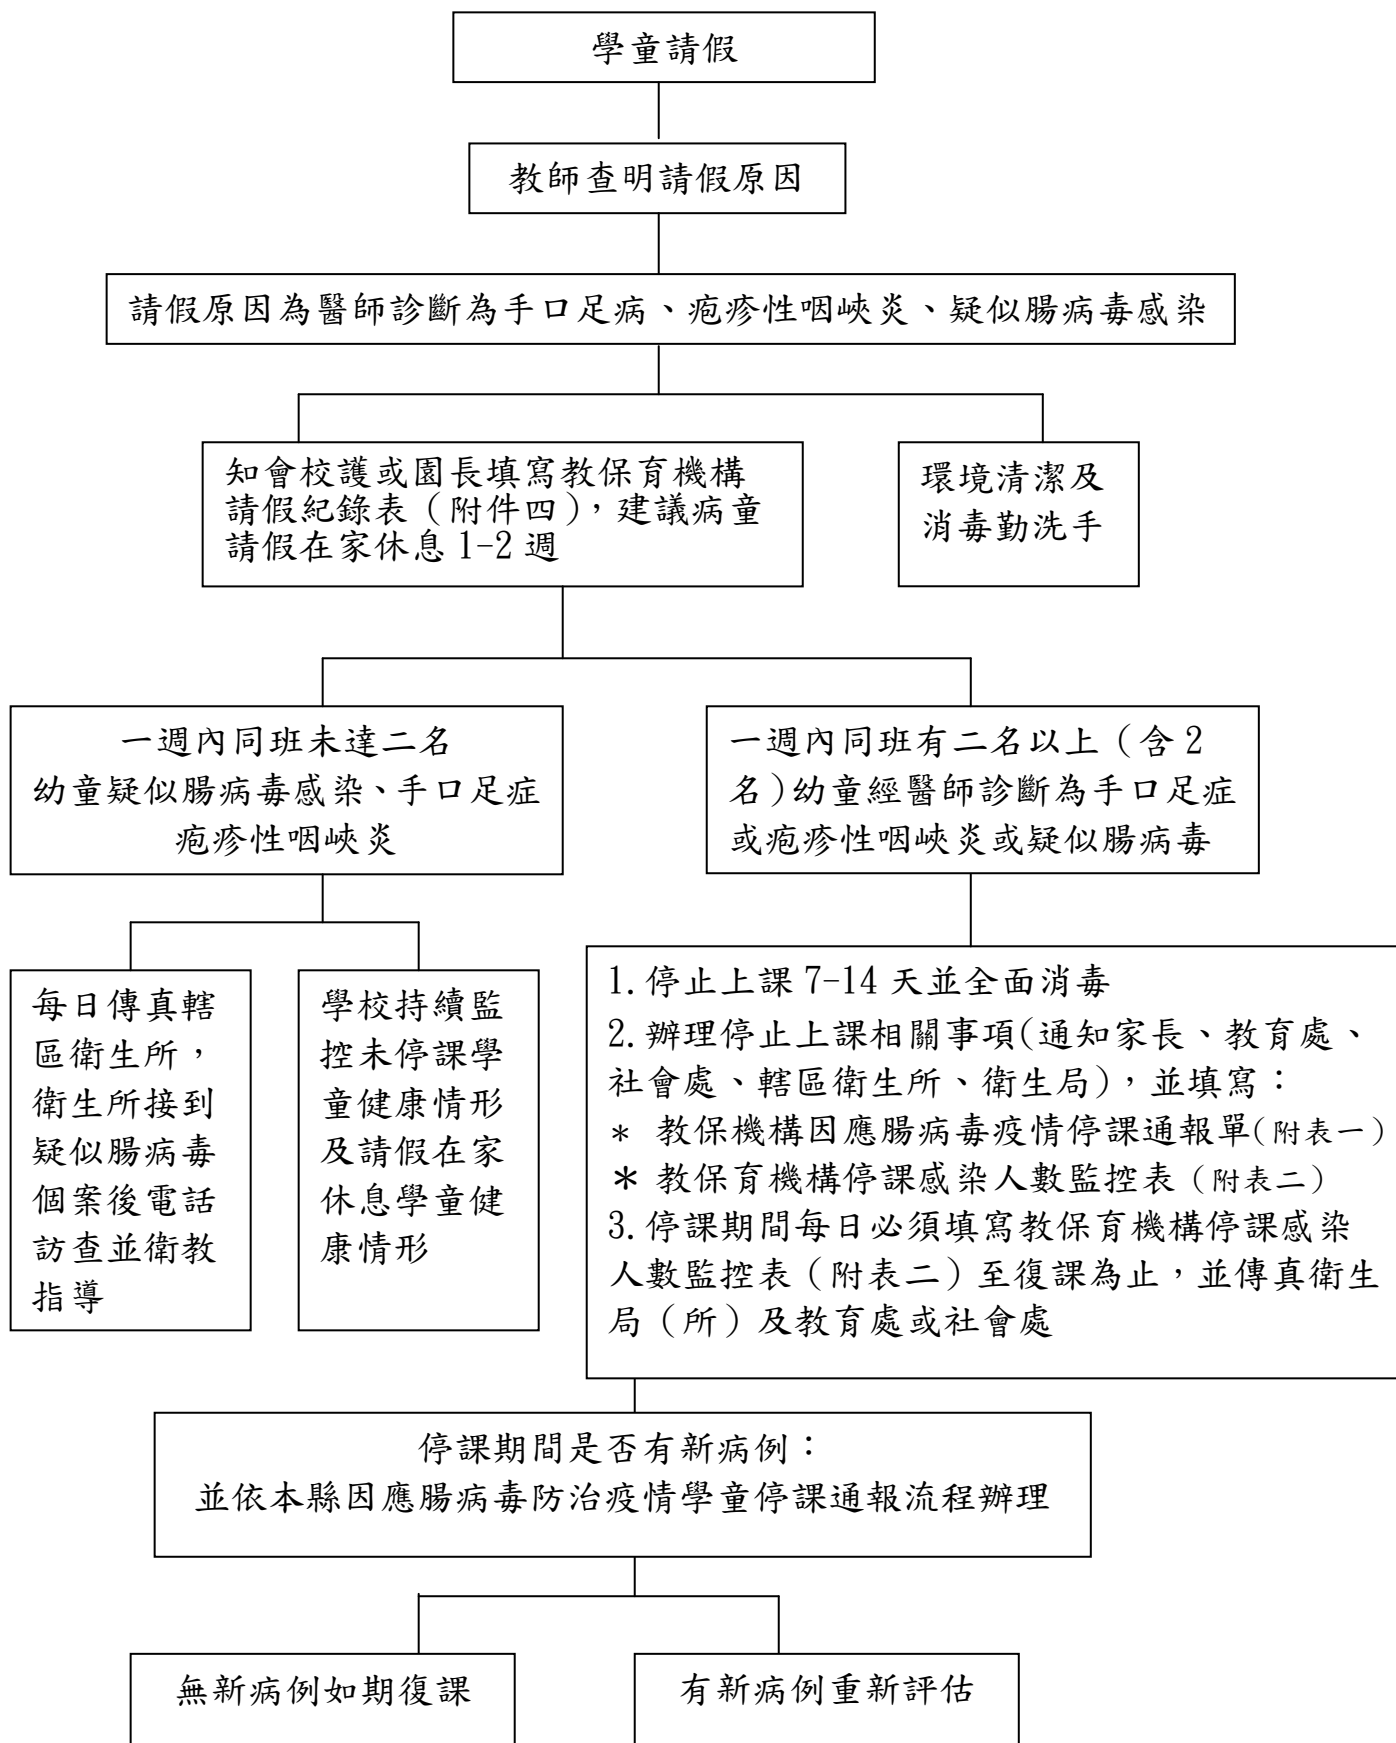 學童請假
教師查明請假原因
請假原因為醫師診斷為手口足病、疱疹性咽峽炎、疑似腸病毒感染
知會校護或園長填寫教保育機構
請假紀錄表（附件四），建議病童
請假在家休息1-2週
環境清潔及
消毒勤洗手
一週內同班未達二名
幼童疑似腸病毒感染、手口足症
疱疹性咽峽炎
一週內同班有二名以上（含2
名）幼童經醫師診斷為手口足症
或疱疹性咽峽炎或疑似腸病毒
每日傳真轄
區衛生所，
衛生所接到
疑似腸病毒
個案後電話
訪查並衛教
指導
學校持續監
控未停課學
童健康情形
及請假在家
休息學童健
康情形
1.停止上課7-14天並全面消毒
2.辦理停止上課相關事項(通知家長、教育處、
社會處、轄區衛生所、衛生局)，並填寫：
* 教保機構因應腸病毒疫情停課通報單(附表一)
＊教保育機構停課感染人數監控表（附表二）
3.停課期間每日必須填寫教保育機構停課感染
人數監控表（附表二）至復課為止，並傳真衛生
局（所）及教育處或社會處
停課期間是否有新病例：
並依本縣因應腸病毒防治疫情學童停課通報流程辦理
無新病例如期復課
有新病例重新評估